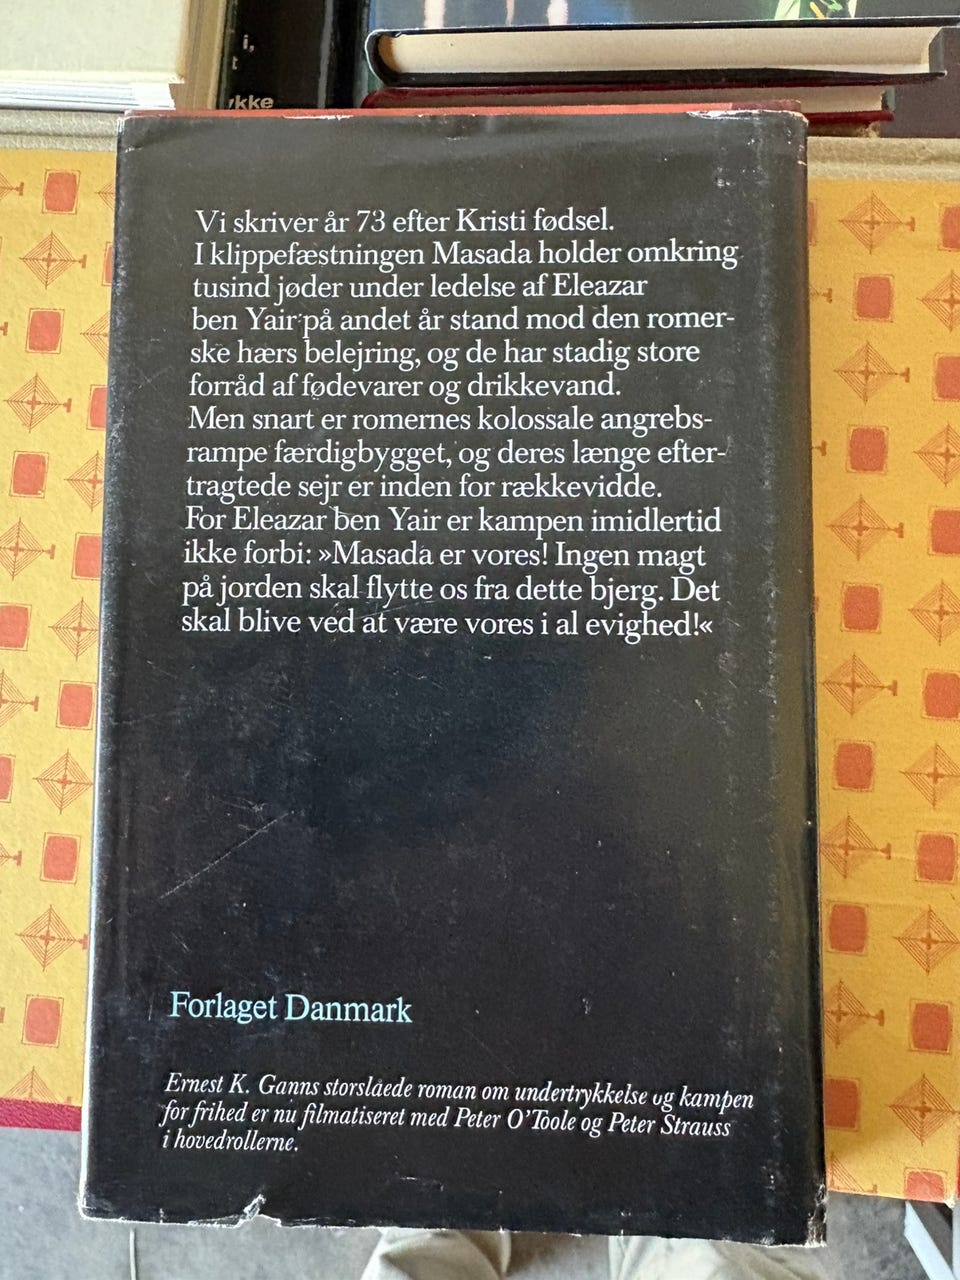 i,
ykke
Vi skriver år 73 efter Kristi fødsel.
I klippefæstningen Masada holder omkring
tusind jøder under ledelse af Eleazar
ben Yair på andet år stand mod den romer-
ske hærs belejring, og de har stadig store
forråd af fødevarer og drikkevand.
Men snart er romernes kolossale angrebs-
rampe færdigbygget, og deres længe efter-
tragtede sejr er inden for rækkevidde.
For Eleazar ben Yair er kampen imidlertid
ikke forbi: »Masada er vores! Ingen magt
på jorden skal flytte os fra dette bjerg. Det
skal blive ved at være vores i al evighed!«
Forlaget Danmark
Ernest K. Ganns storslåede roman om undertrykkelse og kampen
for frihed er nu filmatiseret med Peter O'Toole og Peter Strauss
i hovedrollerne.